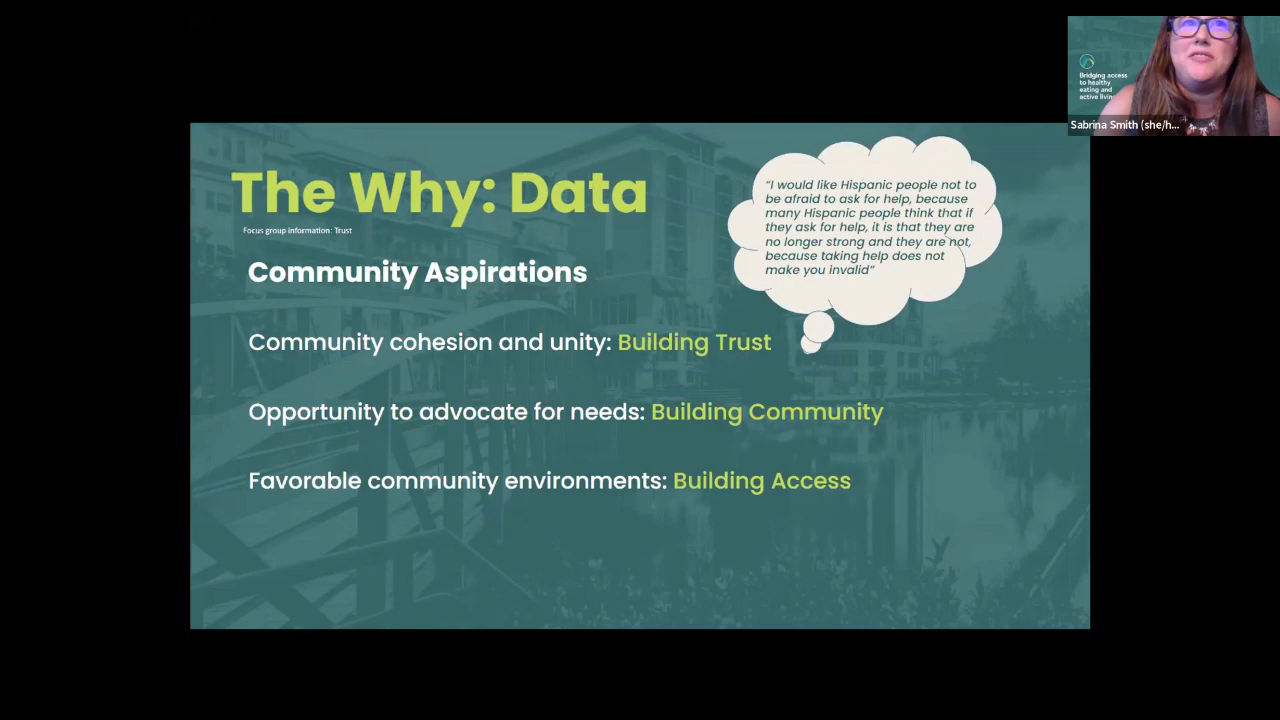 The Why: Data
Focus group information: Trust
Community Aspirations
Community cohesion and unity: Building Trust
Opportunity to advocate for needs: Building Community
Favorable community environments: Building Access
"I would like Hispanic people not to
be afraid to ask for help, because
many Hispanic people think that if
they ask for help, it is that they are
no longer strong and they are not,
because taking help does not
make you invalid"
Bridging access
to healthy
eating and
active livin
Sabrina Smith (she/h...